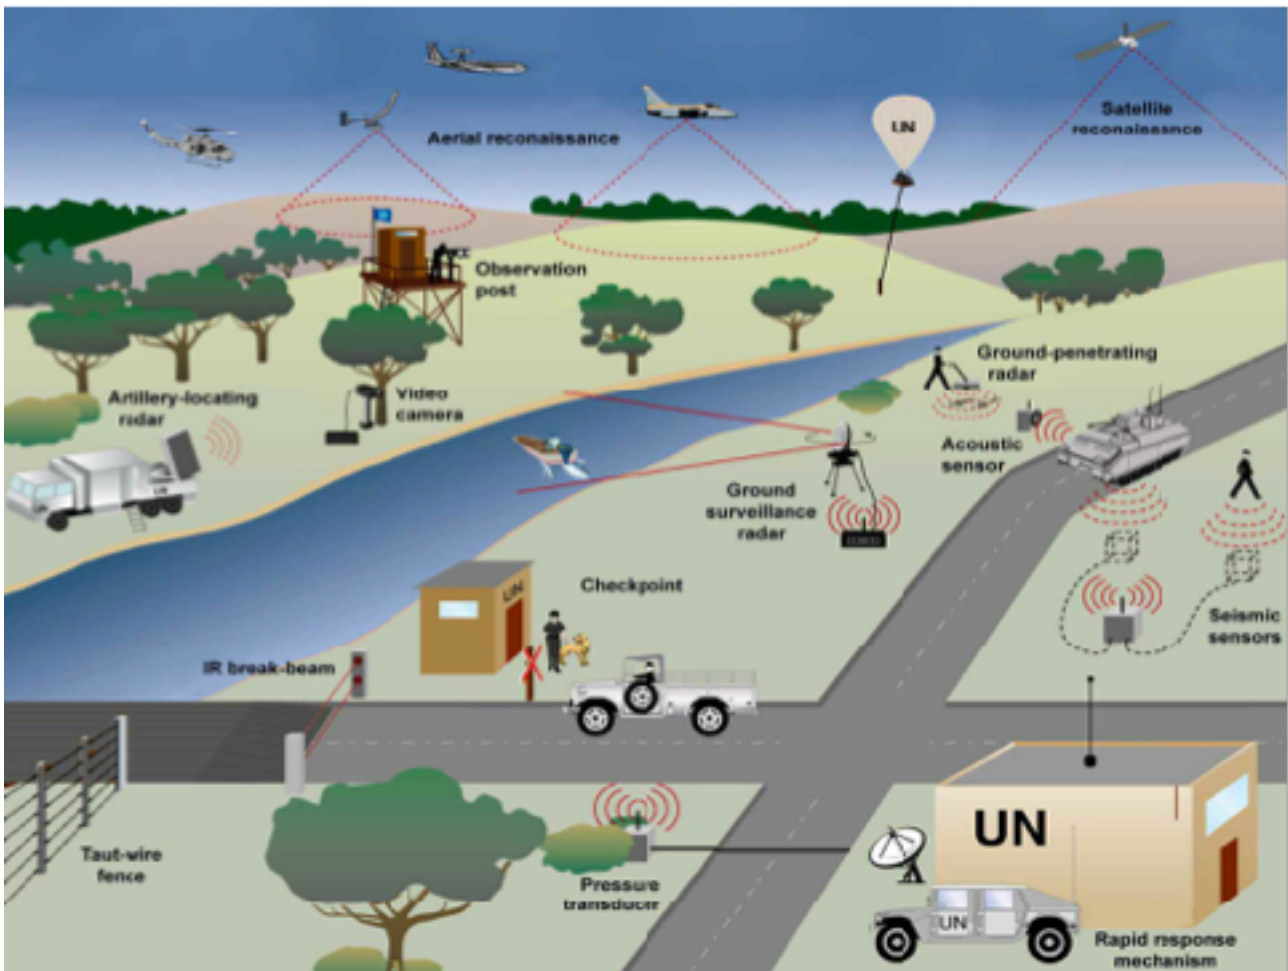 Satellile
reconaissance
Aerial reconaissance
UN
Observation
post
Ground-penetrating
radar
Artillery-locating
radar
Video
camera
Acoustic
sensor
Ground
surveillance
radar
UN
Checkpoint
UN
Seismic
sensors
IR break-beam
UN
Taut-wire
fence
Pressure
transducer
UN
Rapid response
mechanism